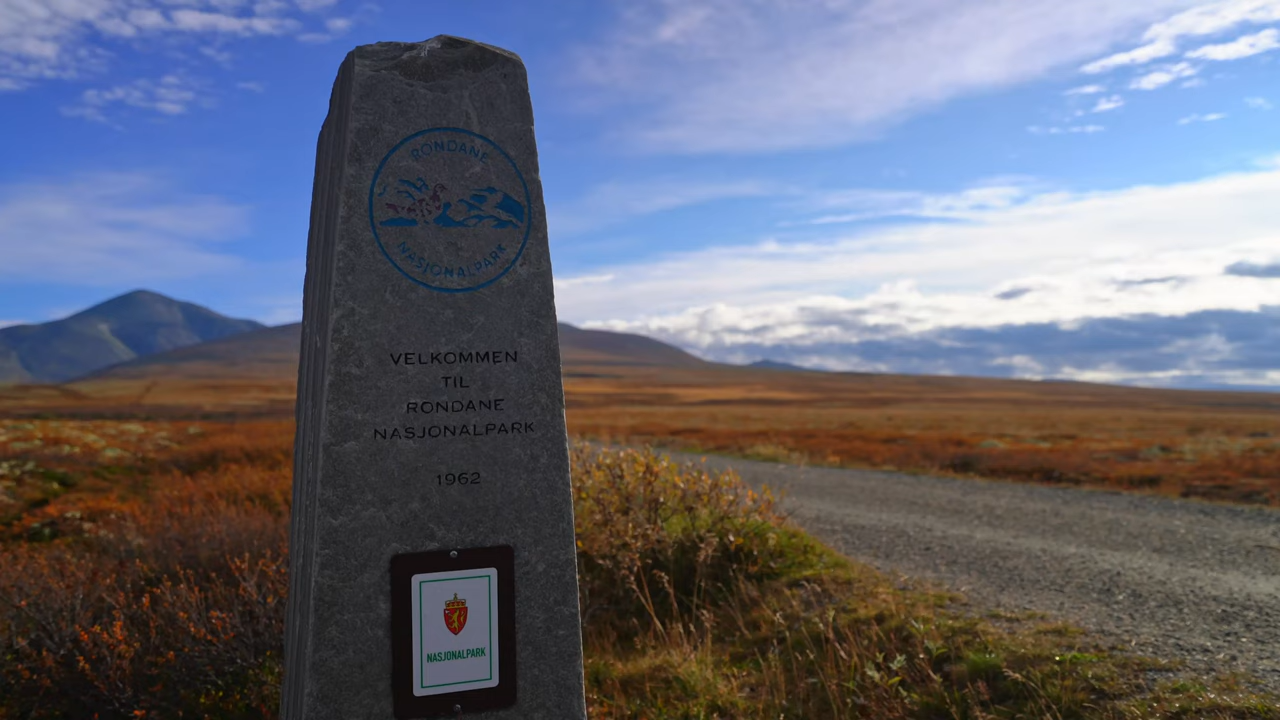 RONDANE
NASJONALPARK
VELKOMMEN
TIL
RONDANE
NASJONALPARK
1962
NASJONALPARK